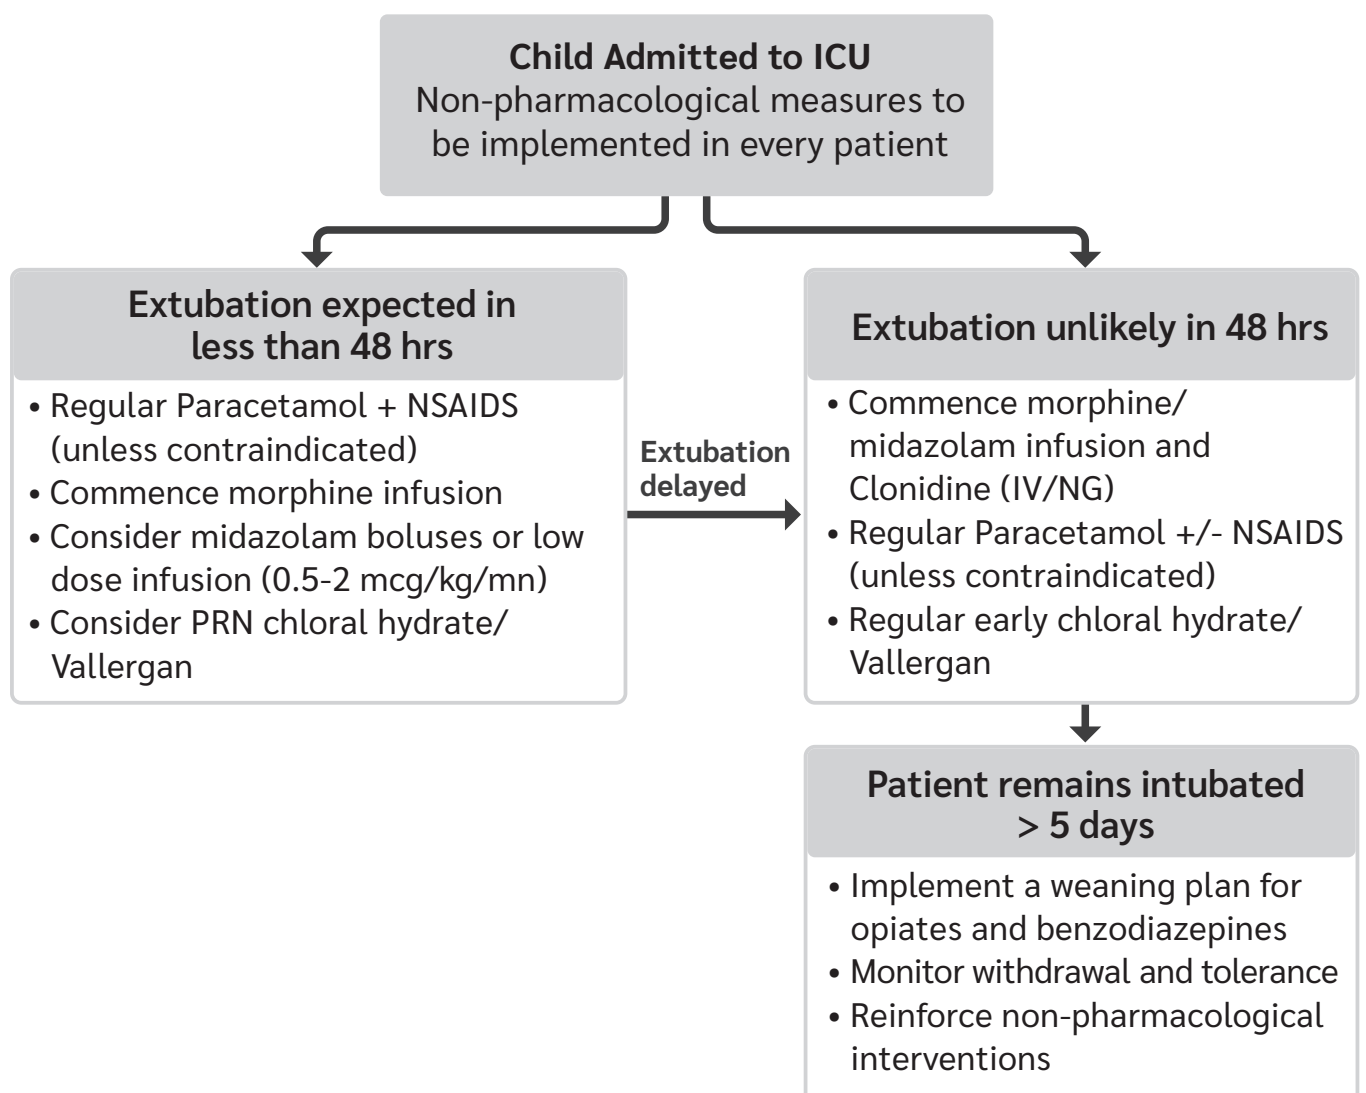 Child Admitted to ICU
Non-pharmacological measures to
be implemented in every patient
Extubation expected in
less than 48 hrs
• Regular Paracetamol + NSAIDS
(unless contraindicated)
• Commence morphine infusion
• Consider midazolam boluses or low
dose infusion (0.5-2 mcg/kg/mn)
• Consider PRN chloral hydrate/
Vallergan
Extubation
delayed
Extubation unlikely in 48 hrs
• Commence morphine/
midazolam infusion and
Clonidine (IV/NG)
• Regular Paracetamol +/- NSAIDS
(unless contraindicated)
• Regular early chloral hydrate/
Vallergan
Patient remains intubated
> 5 days
• Implement a weaning plan for
opiates and benzodiazepines
• Monitor withdrawal and tolerance
• Reinforce non-pharmacological
interventions